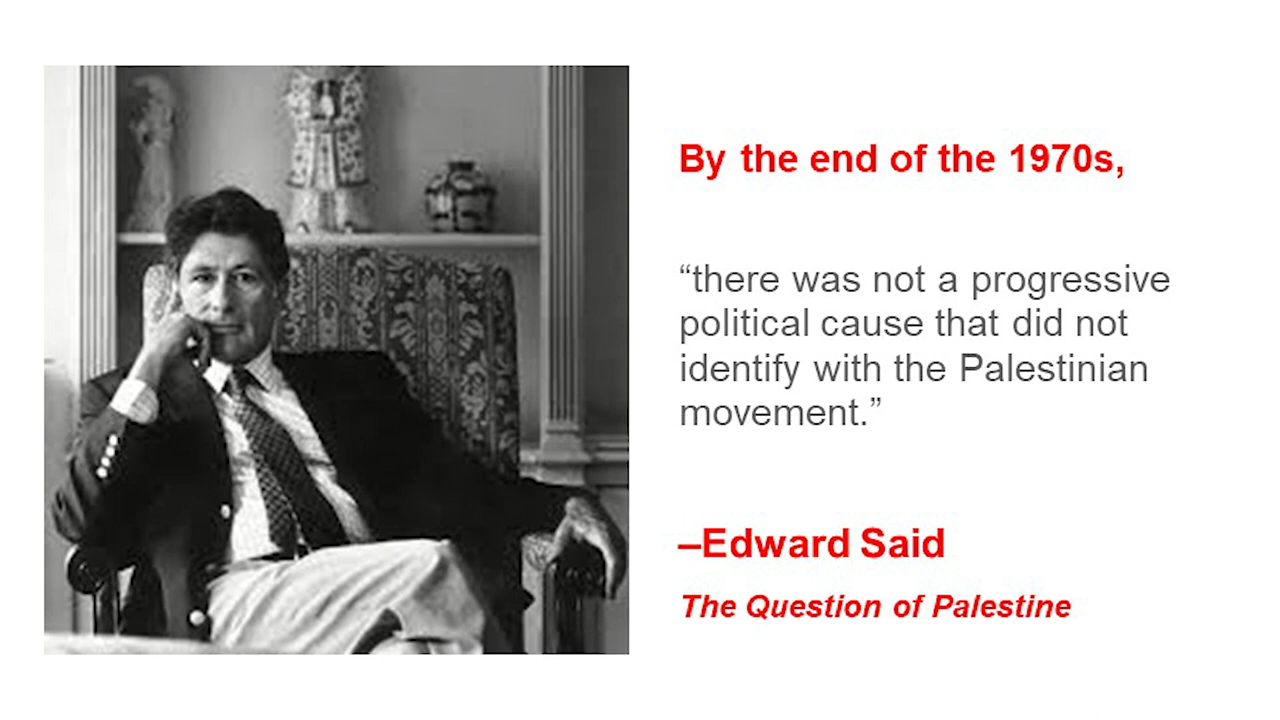 By the end of the 1970s,
“there was not a progressive
political cause that did not
identify with the Palestinian
movement.”
–Edward Said
The Question of Palestine